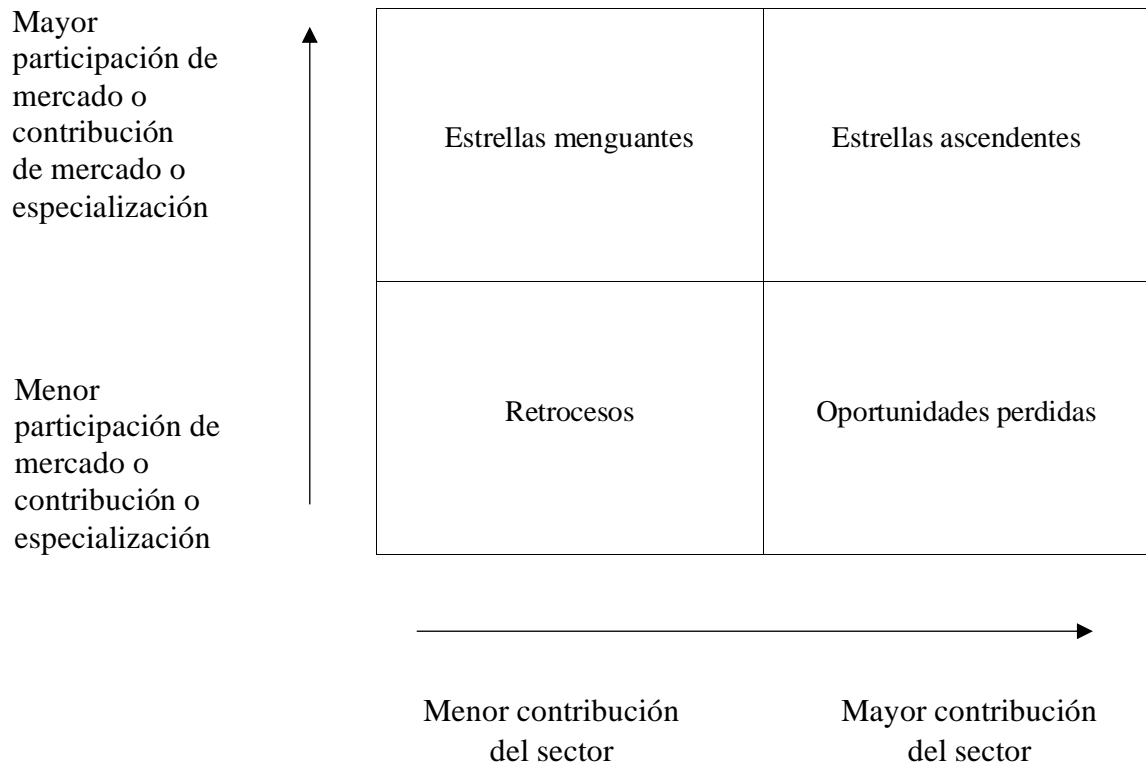 Mayor
participación de
mercado o
contribución
de mercado o
especialización
Estrellas menguantes
Estrellas ascendentes
Menor
participación de
mercado o
contribución o
especialización
Retrocesos
Oportunidades perdidas
Menor contribución
del sector
Mayor contribución
del sector